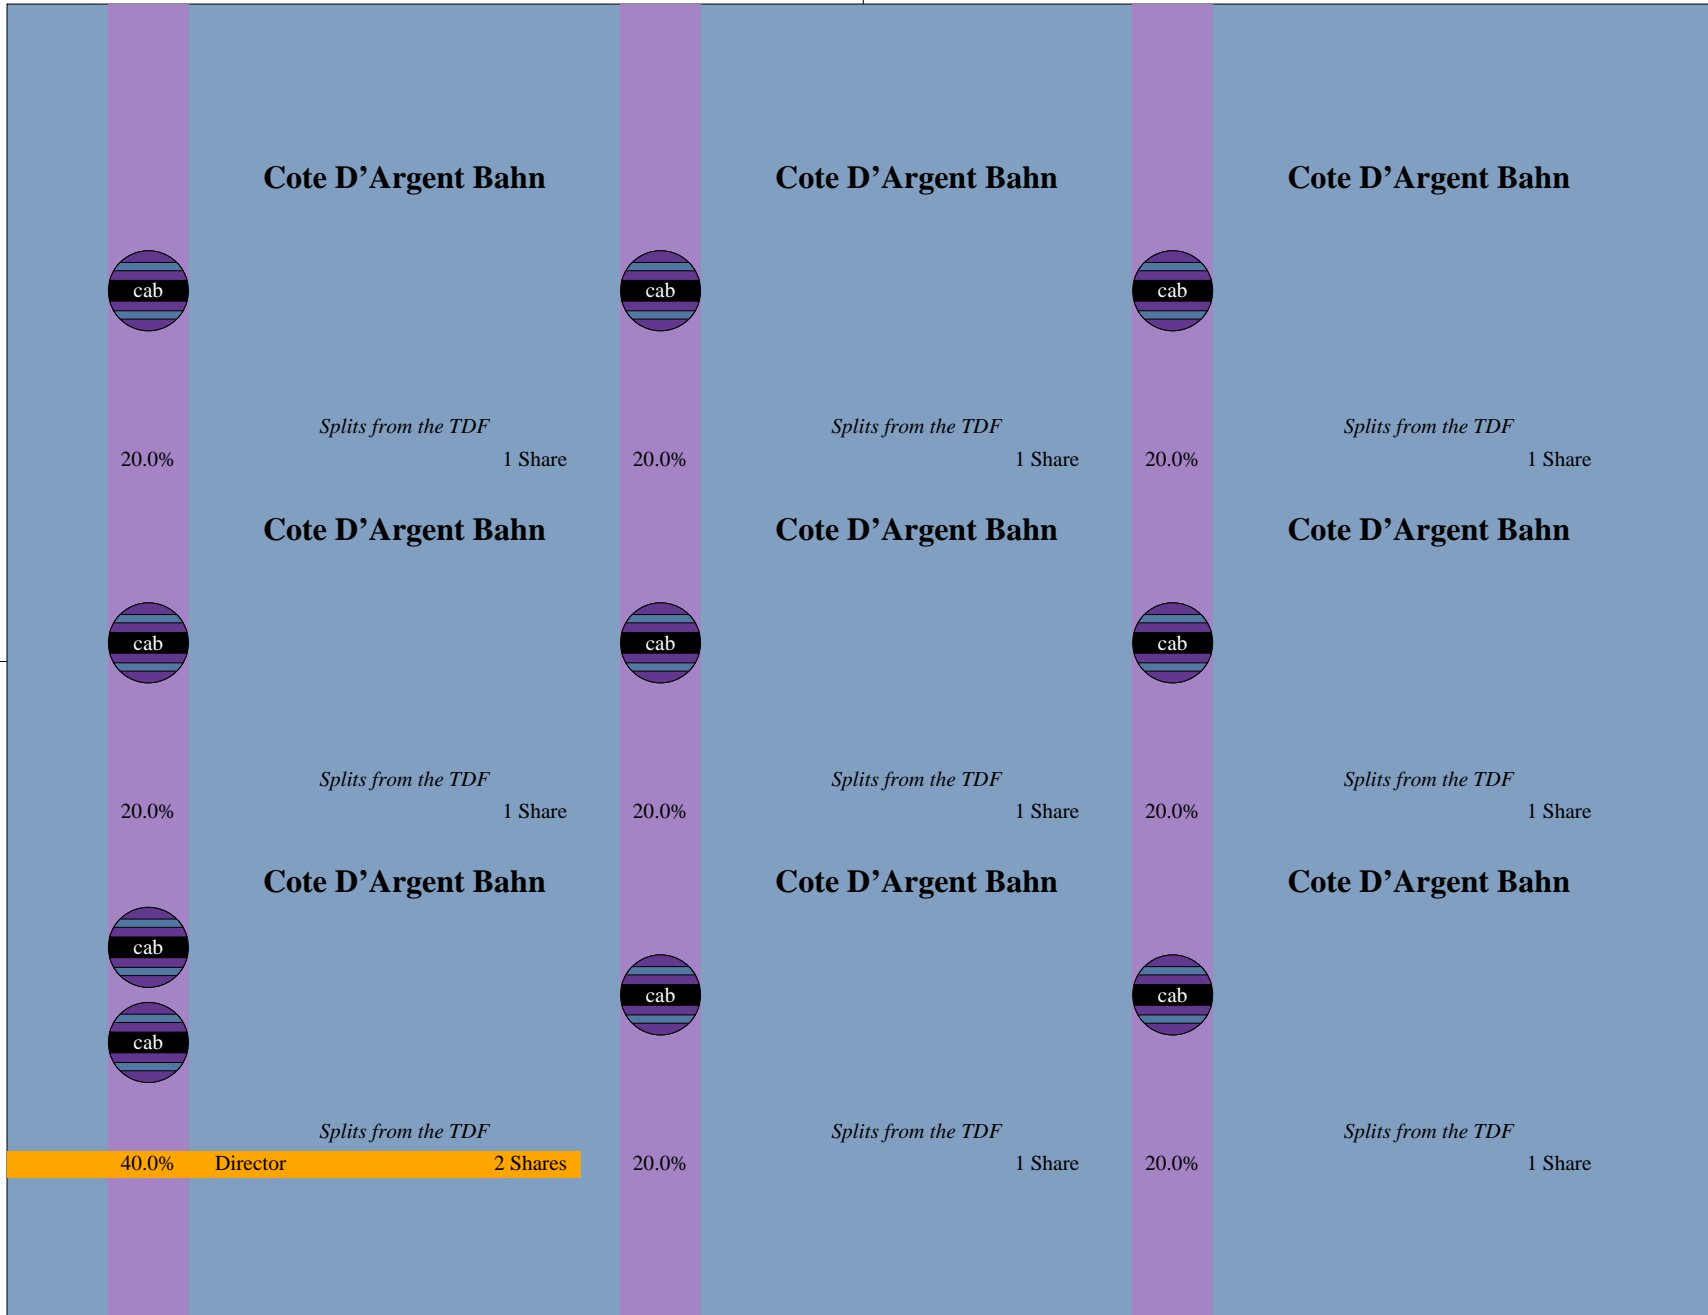 Cote D’Argent Bahn Cote D’Argent Bahn Cote D’Argent Bahn
cab cab cab
Splits from the TDF Splits from the TDF Splits from the TDF
20.0% 1 Share 20.0% 1 Share 20.0% 1 Share
Cote D’Argent Bahn Cote D’Argent Bahn Cote D’Argent Bahn
cab cab cab
Splits from the TDF Splits from the TDF Splits from the TDF
20.0% 1 Share 20.0% 1 Share 20.0% 1 Share
Cote D’Argent Bahn Cote D’Argent Bahn Cote D’Argent Bahn
cab
cab cab
cab
Splits from the TDF Splits from the TDF Splits from the TDF
40.0% Director 2 Shares 20.0% 1 Share 20.0% 1 Share